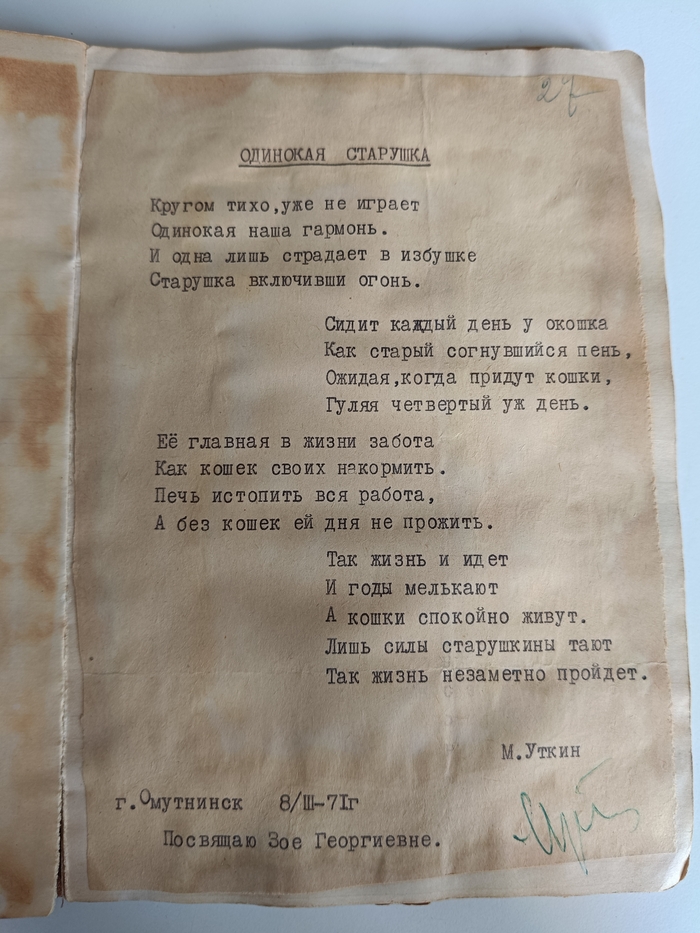 27
ОДИНОКАЯ СТАРУШКА
Кругом тихо,уже не играет
Одинокая наша гармонь.
И одна лишь страдает в избушке
Старушка включивши огонь.
Сидит каждый день у окошка
Как старый согнувшийся пень,
Ожидая,когда придут кошки,
Гуляя четвертый уж день.
Её главная в жизни забота
Как кошек своих накормить.
Печь истопить вся работа,
А без кошек ей дня не прожить.
Так жизнь и идет
И годы мелькают
А кошки спокойно живут.
Лишь силы старушкины тают
Так жизнь незаметно пройдет.
М.Уткин
г.Омутнинск 8/Ш-71г
Посвящаю Зое Георгиевне.